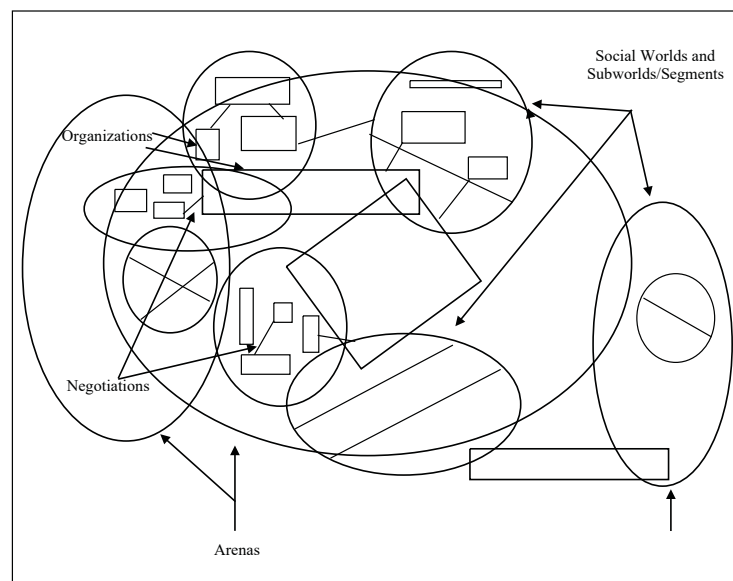 Social Worlds and
Subworlds/Segments
Organizations
Negotiations
Arenas